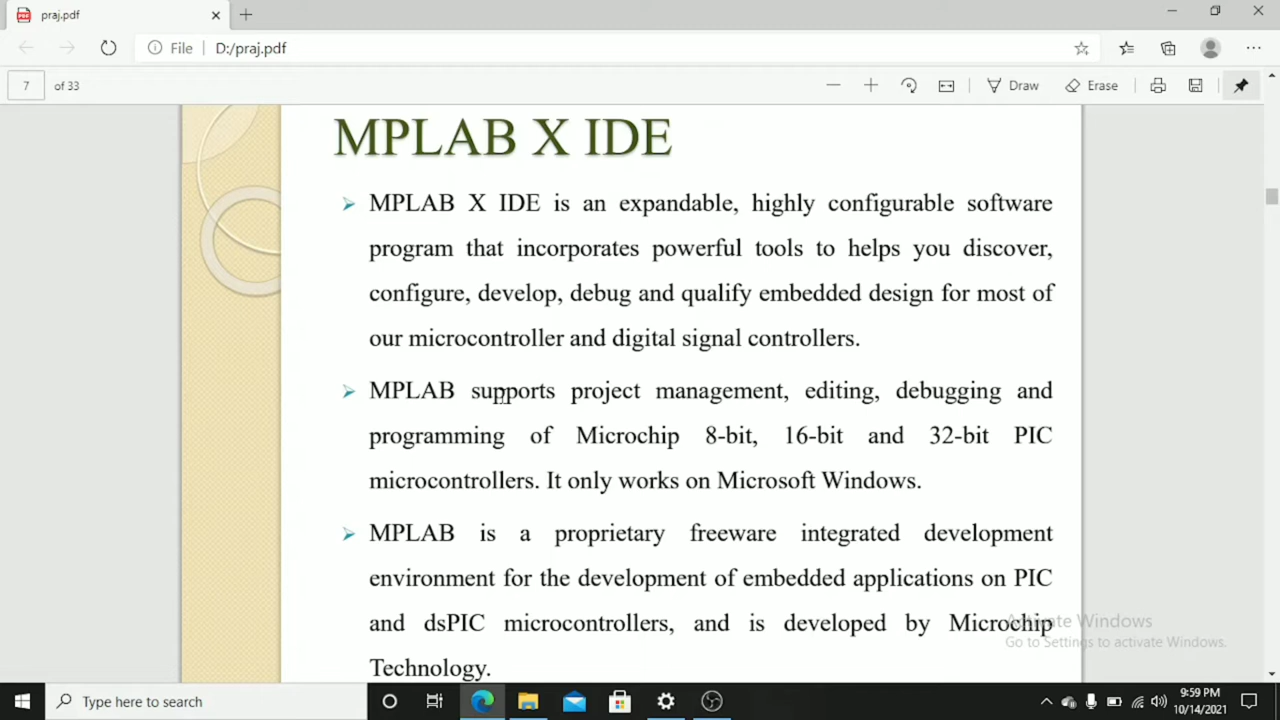 praj.pdf
File D:/praj.pdf
7 of 33 Draw Erase
MPLAB X IDE
MPLAB X IDE is an expandable, highly configurable software
program that incorporates powerful tools to helps you discover,
configure, develop, debug and qualify embedded design for most of
our microcontroller and digital signal controllers.
MPLAB supports project management, editing, debugging and
programming of Microchip 8-bit, 16-bit and 32-bit PIC
microcontrollers. It only works on Microsoft Windows.
MPLAB is a proprietary freeware integrated development
environment for the development of embedded applications on PIC
and dsPIC microcontrollers, and is developed by Microchip
Technology.
Activate Windows
Go to Settings to activate Windows.
Type here to search
9:59 PM
10/14/2021